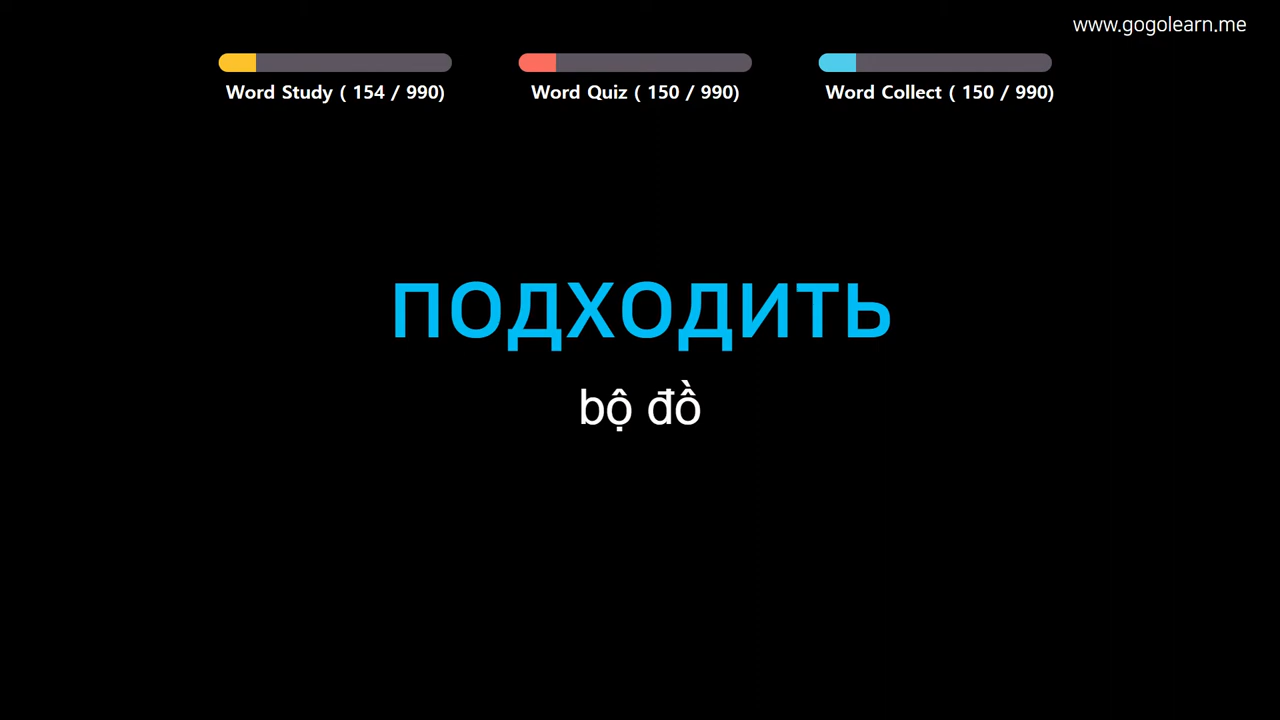 www.gogolearn.me
Word Study ( 154 / 990)
Word Quiz ( 150 / 990)
Word Collect ( 150 / 990)
подходить
bộ đồ